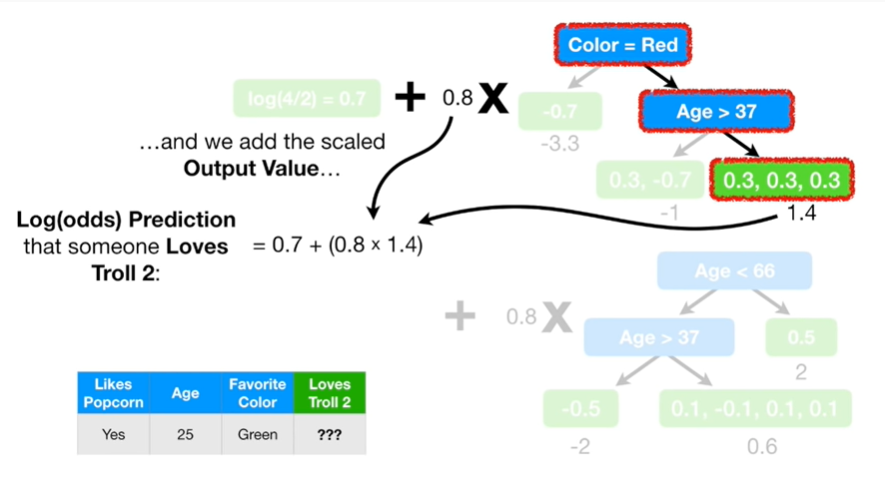 Color = Red
log(4/2) = 0.7 + 0.8 X
-0.7
Age > 37
-3.3
…and we add the scaled
Output Value…
0.3, -0.7
0.3, 0.3, 0.3
-1
1.4
Log(odds) Prediction
that someone Loves
Troll 2:
= 0.7 + (0.8 × 1.4)
Age < 66
+ 0.8 X
Age > 37
0.5
2
-0.5
0.1, -0.1, 0.1, 0.1
-2
0.6
Likes Popcorn Age Favorite Color Loves Troll 2
Yes 25 Green ???